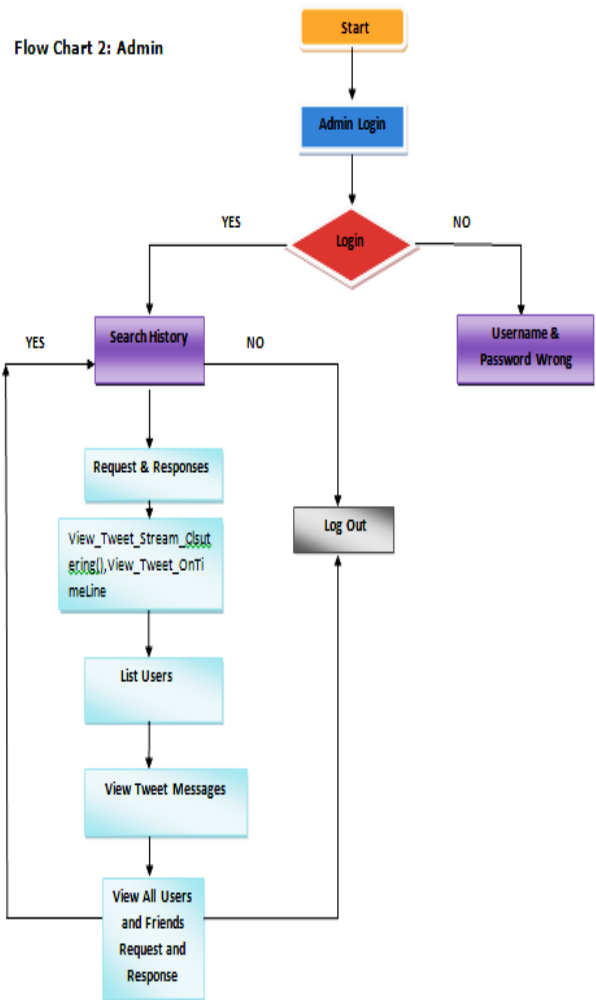 Start
Flow Chart 2: Admin
Admin Login
YES
NO
Login
Search History
Username &
Password Wrong
YES
NO
Request & Responses
Log Out
View_Tweet_Stream_Clsut
ering(),View_Tweet_OnTi
meLine
List Users
View Tweet Messages
View All Users
and Friends
Request and
Response